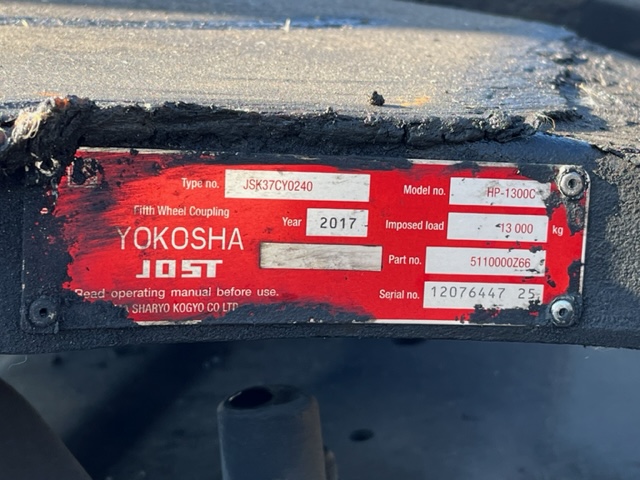 Type no. JSK37CY0240
Model no. HP-1300C
Fifth Wheel Coupling
Year 2017
Imposed load 13 000 kg
YOKOSHA
JOST
Part no. 5110000Z66
Serial no. 12076447 25
Read operating manual before use.
SHARYO KOGYO CO LTD